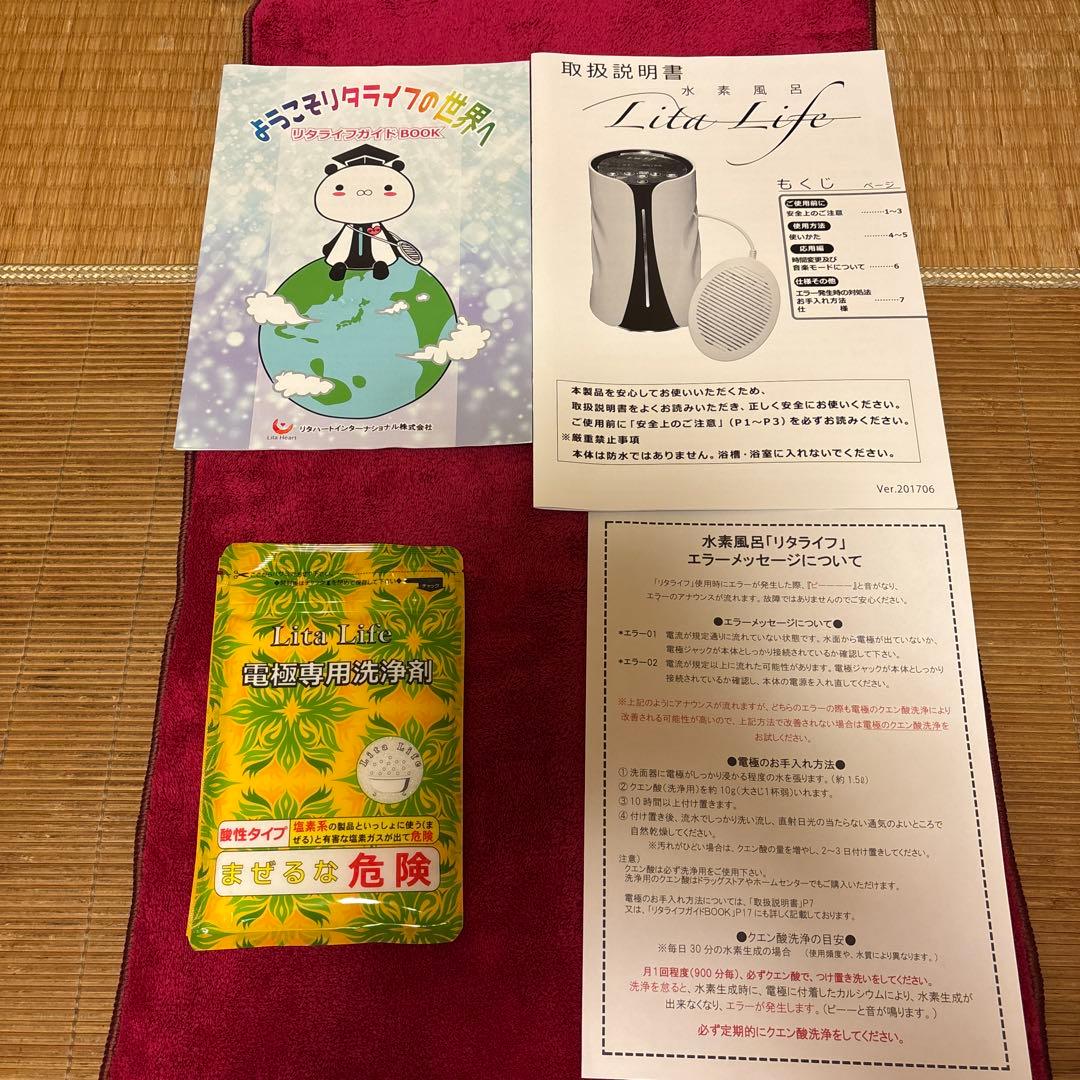 ようこそリタライフの世界へ
リタライフガイドBOOK
Lita Heart
リタハートインターナショナル株式会社
取扱説明書
水素風呂
Lita Life
もくじ ページ
ご使用前に
安全上のご注意 ………1~3
使用方法
使いかた ………4~5
応用編
時間変更及び
音楽モードについて ………6
仕様その他
エラー発生時の対処法
お手入れ方法 ………7
仕様
本製品を安心してお使いいただくため、
取扱説明書をよくお読みいただき、正しく安全にお使いください。
ご使用前に「安全上のご注意」(P1~P3)を必ずお読みください。
※厳重禁止事項
本体は防水ではありません。浴槽・浴室に入れないでください。
Ver.201706
チャック
Lita Life
電極専用洗浄剤
Lita Life
酸性タイプ
塩素系の製品といっしょに使う(ま
ぜる)と有害な塩素ガスが出て危険
まぜるな危険
水素風呂「リタライフ」
エラーメッセージについて
「リタライフ」使用時にエラーが発生した際、『ピーーーー』と音がなり、
エラーのアナウンスが流れます。故障ではありませんのでご安心ください。
●エラーメッセージについて●
*エラー01 電流が規定通りに流れていない状態です。水面から電極が出ていないか、
電極ジャックが本体としっかり接続されているか確認して下さい。
*エラー02 電流が規定以上に流れた可能性があります。電極ジャックが本体としっかり
接続されているか確認し、本体の電源を入れ直してください。
※上記のようにアナウンスが流れますが、どちらのエラーの際も電極のクエン酸洗浄により
改善される可能性が高いので、上記方法で改善されない場合は電極のクエン酸洗浄を
お試しください。
●電極のお手入れ方法●
①洗面器に電極がしっかり浸かる程度の水を張ります。(約1.5ℓ)
②クエン酸(洗浄用)を約10g(大さじ1杯弱)いれます。
③10時間以上付け置きます。
④付け置き後、流水でしっかり洗い流し、直射日光の当たらない通気のよいところで
自然乾燥してください。
※汚れがひどい場合は、クエン酸の量を増やし、2~3日付け置きしてください。
注意)
クエン酸は必ず洗浄用をご使用下さい。
洗浄用のクエン酸はドラッグストアやホームセンターでもご購入いただけます。
電極のお手入れ方法については、「取扱説明書」P7
又は、「リタライフガイドBOOK」P17にも詳しく記載しております。
●クエン酸洗浄の目安●
※毎日30分の水素生成の場合 (使用頻度や、水質により異なります。)
月1回程度(900分毎)、必ずクエン酸で、つけ置き洗いをしてください。
洗浄を怠ると、水素生成時に、電極に付着したカルシウムにより、水素生成が
出来なくなり、エラーが発生します。(ピーーと音が鳴ります。)
必ず定期的にクエン酸洗浄をしてください。